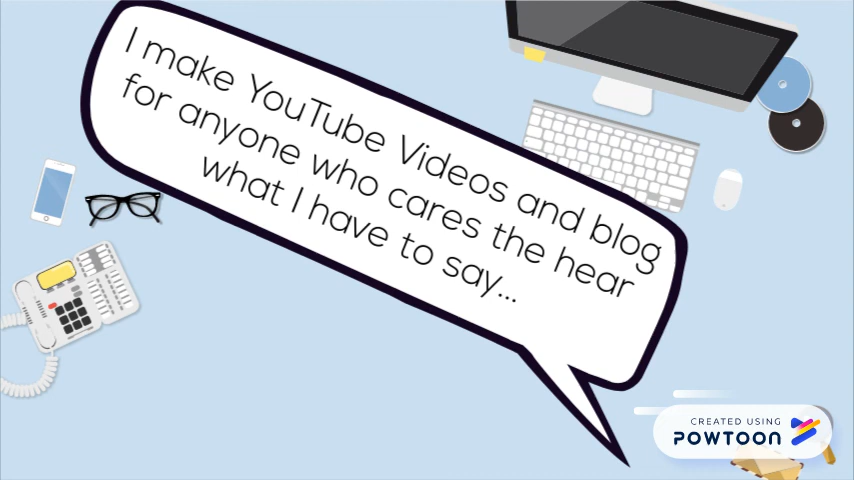 I make YouTube Videos and blog
for anyone who cares the hear
what I have to say...
CREATED USING
POWTOON